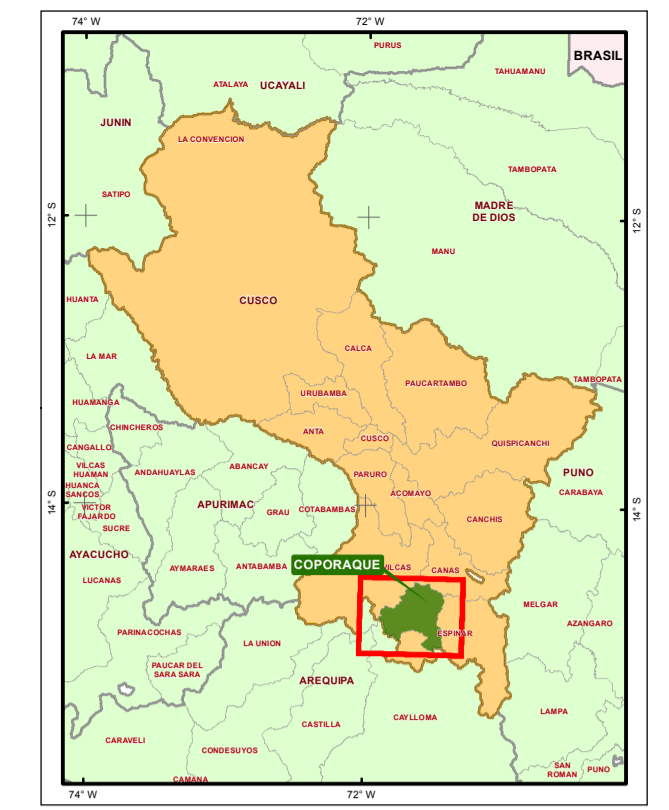 74° W
72° W
PURUS
BRASIL
TAHUAMANU
ATALAYA
UCAYALI
JUNIN
LA CONVENCION
TAMBOPATA
SATIPO
MADRE
DE DIOS
12° S
12° S
MANU
HUANTA
CUSCO
CALCA
LA MAR
PAUCARTAMBO
TAMBOPATA
URUBAMBA
HUAMANGA
CHINCHEROS
ANTA
CUSCO
QUISPICANCHI
CANGALLO
VILCAS
HUAMAN
ANDAHUAYLAS
ABANCAY
PARURO
PUNO
HUANCA
SANCOS
ACOMAYO
CARABAYA
APURIMAC
VICTOR
FAJARDO
GRAU
COTABAMBAS
CANCHIS
14° S
14° S
SUCRE
AYACUCHO
COPORAQUE
AYMARAES
ANTABAMBA
VILCAS
CANAS
LUCANAS
MELGAR
AZANGARO
PARINACOCHAS
ESPINAR
LA UNION
PAUCAR DEL
SARA SARA
AREQUIPA
LAMPA
CASTILLA
CAYLLOMA
CARAVELI
CONDESUYOS
SAN
ROMAN
PUNO
CAMANA
74° W
72° W